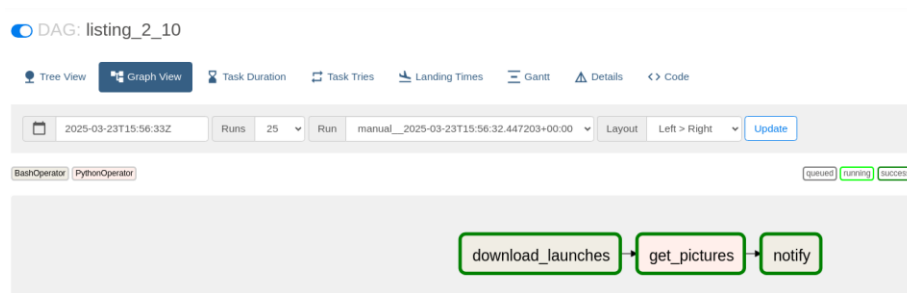 DAG: listing_2_10
Tree View Graph View Task Duration Task Tries Landing Times Gantt Details Code
2025-03-23T15:56:33Z Runs 25 Run manual__2025-03-23T15:56:32.447203+00:00 Layout Left > Right Update
BashOperator PythonOperator queued running succes
download_launches get_pictures notify